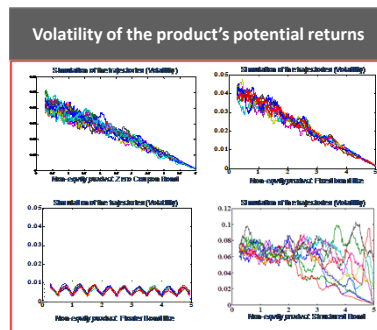 Volatility of the product's potential returns
Simulation of the trajectories (Volatility)
Simulation of the trajectories (Volatility)
0.05
0.04
0.03
0.02
0.01
0
0 1 2 3 4 5
Non-equity product: Zero Coupon Bond
Non-equity product: Fixed bond like
Simulation of the trajectories (Volatility)
Simulation of the trajectories (Volatility)
0.05
0.04
0.03
0.02
0.01
0
0 1 2 3 4 5
0.12
0.1
0.08
0.06
0.04
0.02
0
0 1 2 3 4 5
Non-equity product: Floater Bond like
Non-equity product: Structured Bond